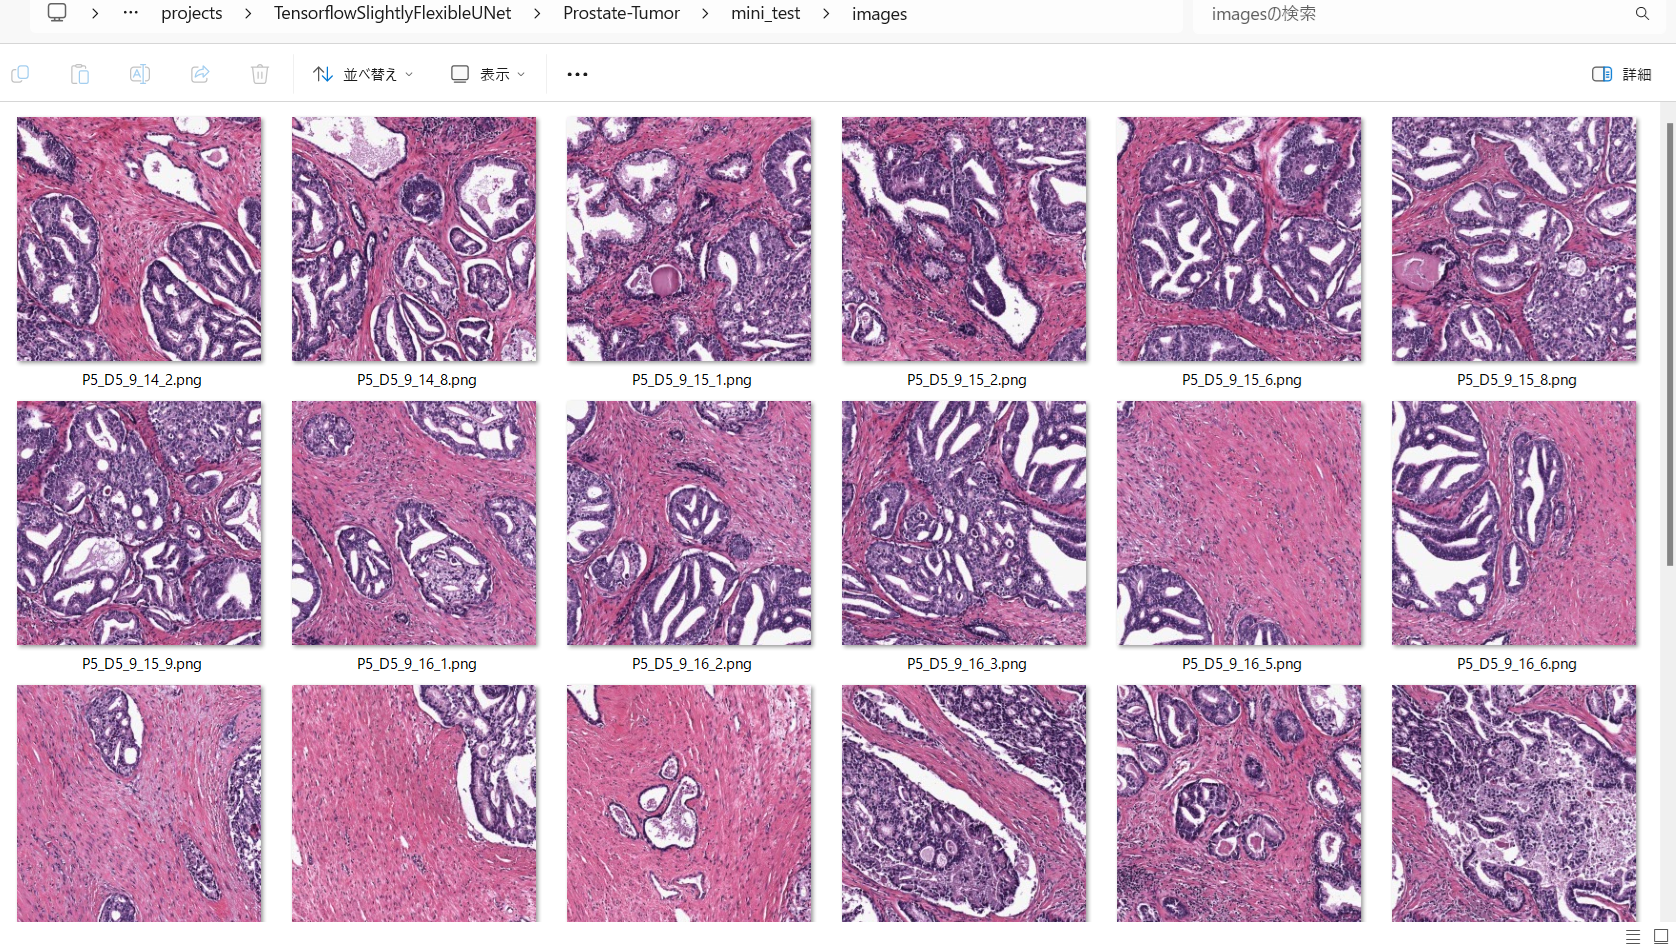 projects > TensorflowSlightlyFlexibleUNet > Prostate-Tumor > mini_test > images
imagesの検索
並べ替え 表示 詳細
P5_D5_9_14_2.png P5_D5_9_14_8.png P5_D5_9_15_1.png P5_D5_9_15_2.png P5_D5_9_15_6.png P5_D5_9_15_8.png
P5_D5_9_15_9.png P5_D5_9_16_1.png P5_D5_9_16_2.png P5_D5_9_16_3.png P5_D5_9_16_5.png P5_D5_9_16_6.png